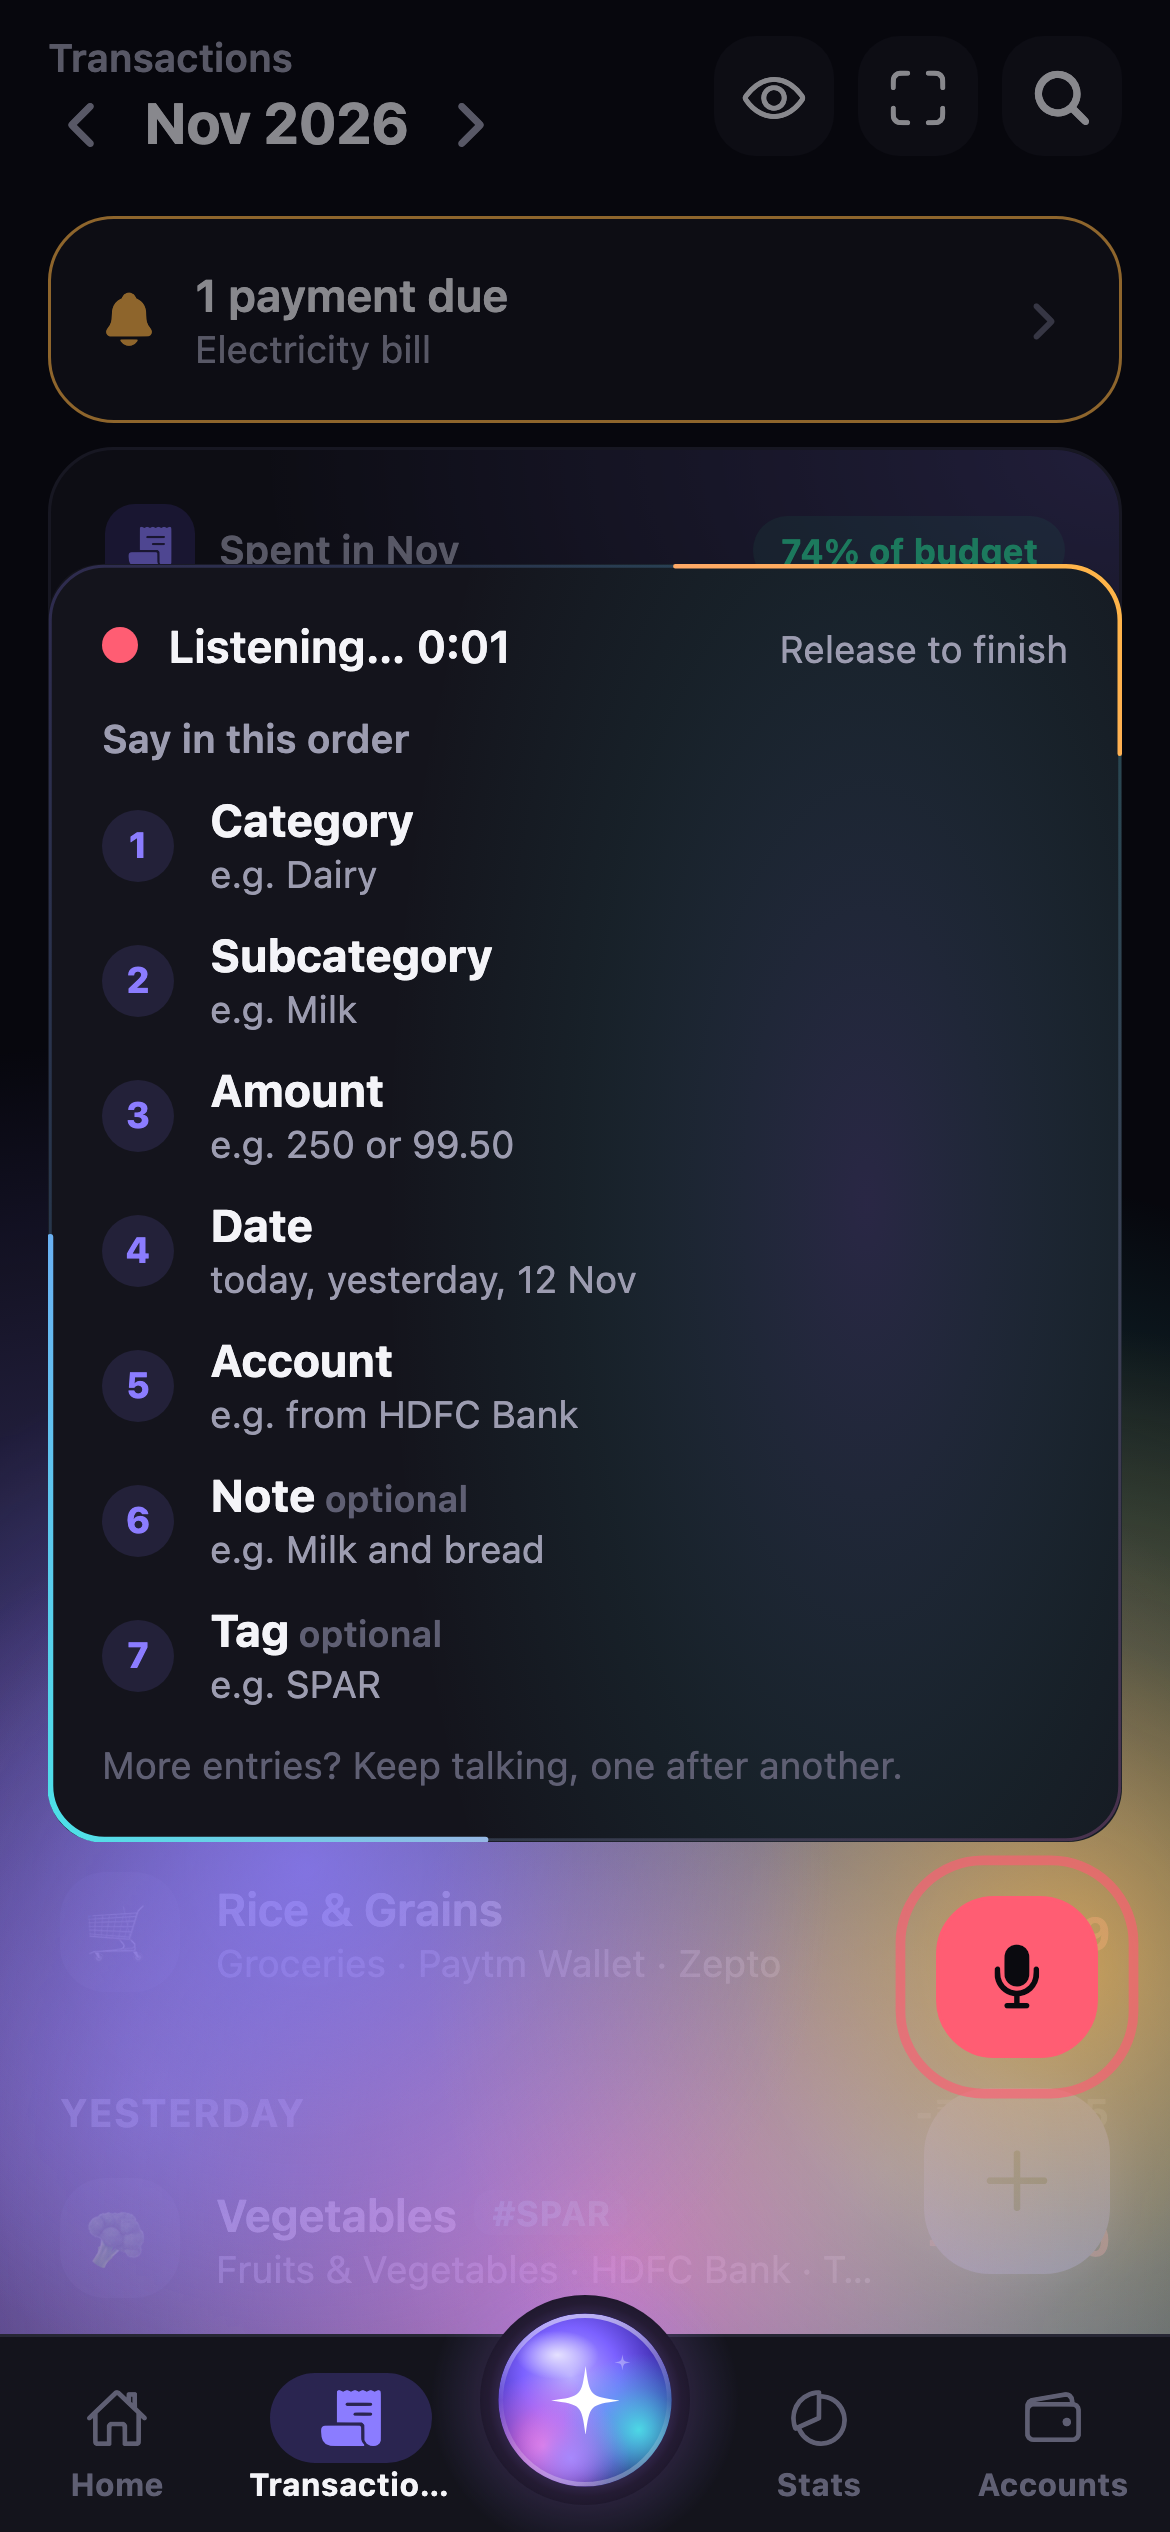 Transactions
Nov 2026
1 payment due
Electricity bill
Spent in Nov
74% of budget
Listening... 0:01
Release to finish
Say in this order
1
Category
e.g. Dairy
2
Subcategory
e.g. Milk
3
Amount
e.g. 250 or 99.50
4
Date
today, yesterday, 12 Nov
5
Account
e.g. from HDFC Bank
6
Note optional
e.g. Milk and bread
7
Tag optional
e.g. SPAR
More entries? Keep talking, one after another.
Rice & Grains
Groceries · Paytm Wallet · Zepto
YESTERDAY
Vegetables #SPAR
Fruits & Vegetables · HDFC Bank · T...
Home
Transactio...
Stats
Accounts